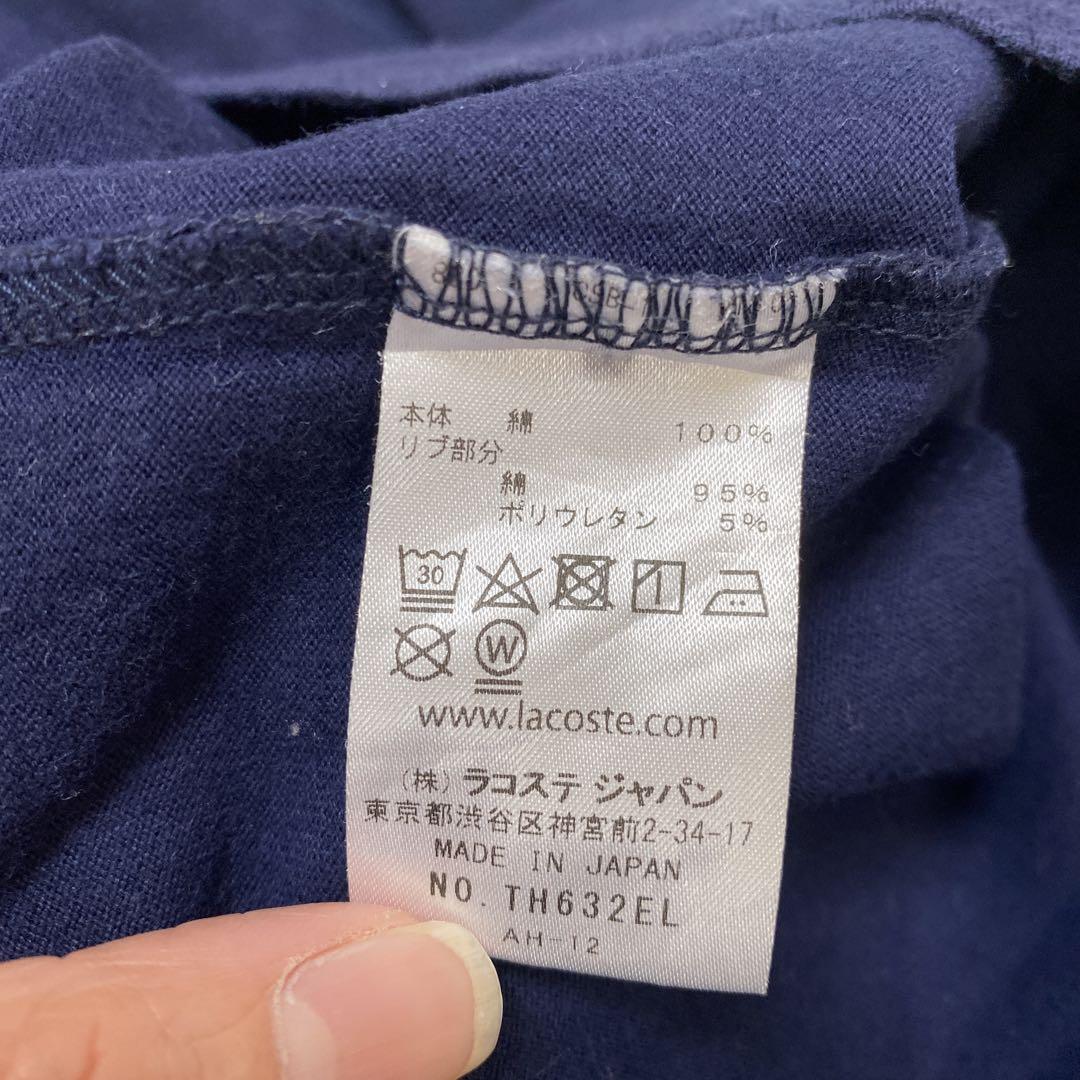 本体 綿 100%
リブ部分
綿 95%
ポリウレタン 5%
30
W
www.lacoste.com
(株) ラコステ ジャパン
東京都渋谷区神宮前2-34-17
MADE IN JAPAN
NO. TH632EL
AH-12